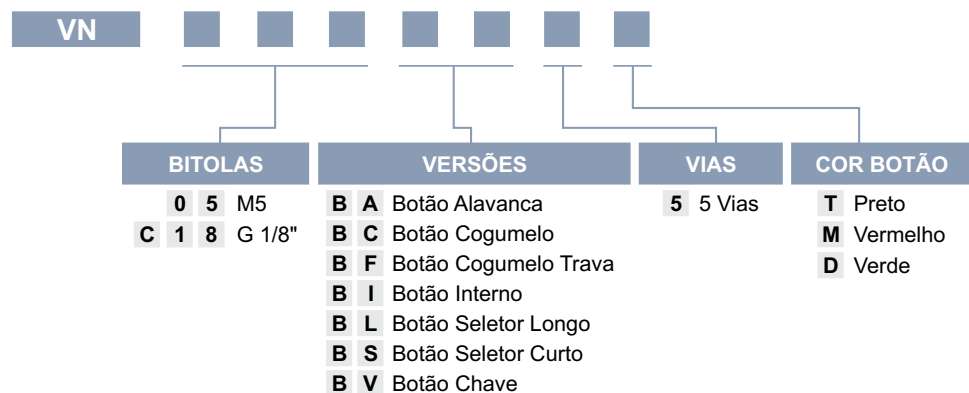 VN
BITOLAS
0 5 M5
C 1 8 G 1/8"
VERSÕES
B A Botão Alavanca
B C Botão Cogumelo
B F Botão Cogumelo Trava
B I Botão Interno
B L Botão Seletor Longo
B S Botão Seletor Curto
B V Botão Chave
VIAS
5 5 Vias
COR BOTÃO
T Preto
M Vermelho
D Verde